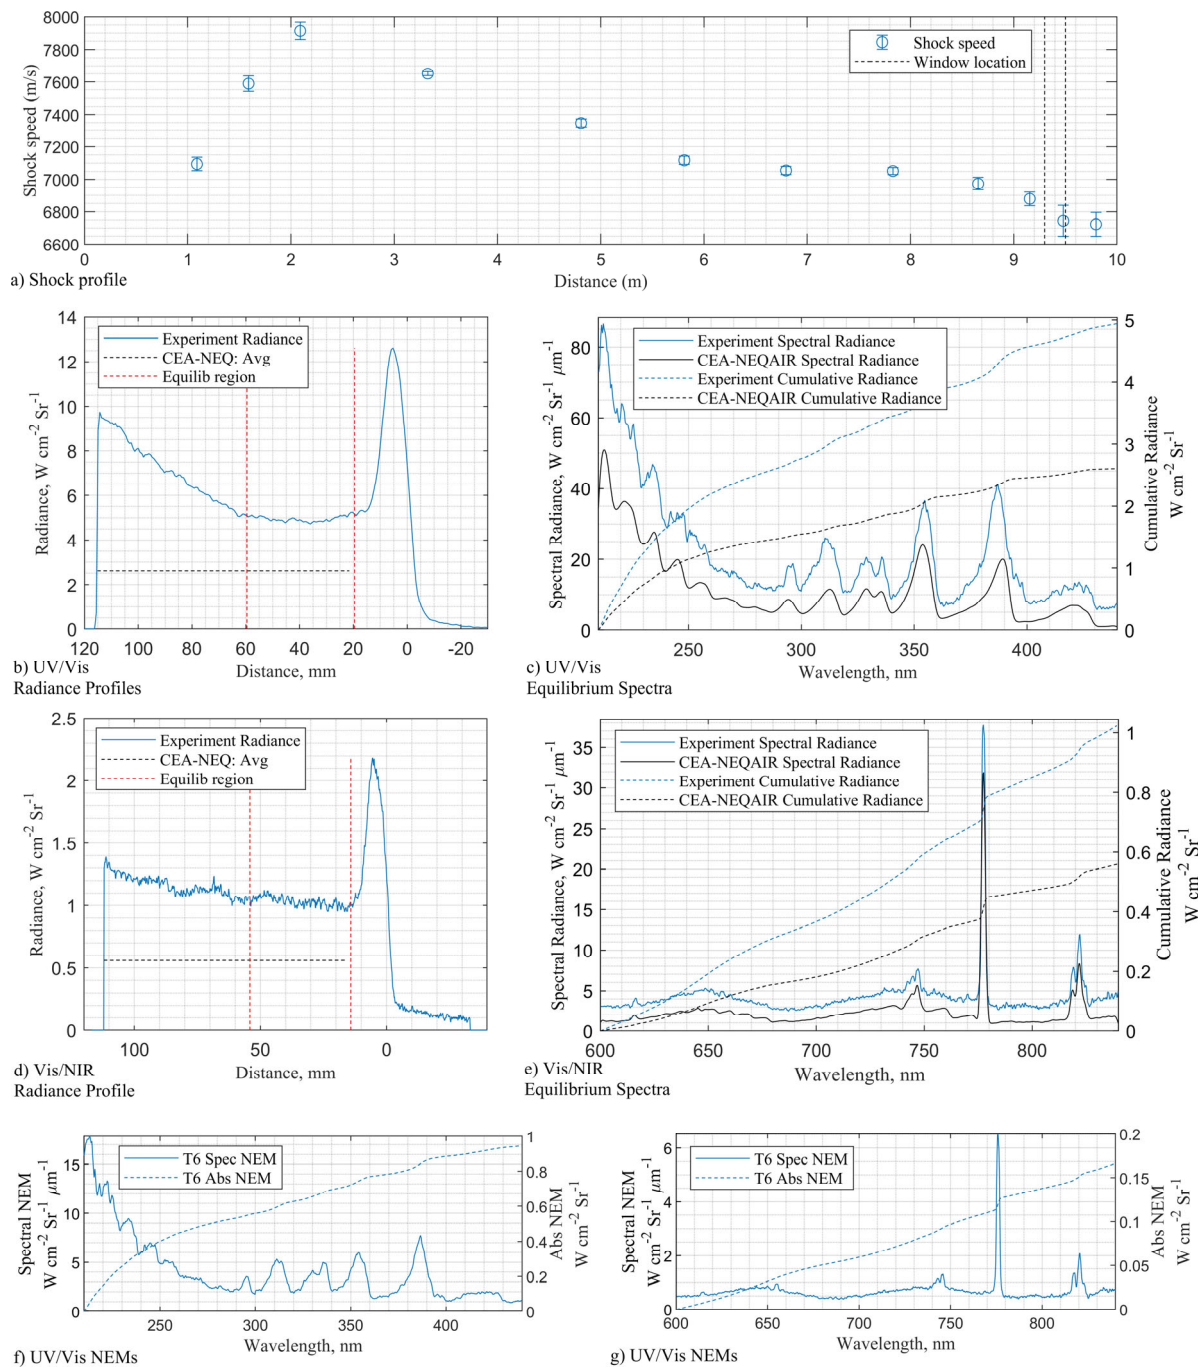 8000
7800
7600
7400
7200
7000
6800
6600
Shock speed (m/s)
Shock speed
Window location
0 1 2 3 4 5 6 7 8 9 10
Distance (m)
a) Shock profile
14
12
10
8
6
4
2
0
Radiance, W cm-2 Sr-1
Experiment Radiance
CEA-NEQ: Avg
Equilib region
120 100 80 60 40 20 0 -20
Distance, mm
b) UV/Vis
Radiance Profiles
80
60
40
20
0
Spectral Radiance, W cm-2 Sr-1 μm-1
Experiment Spectral Radiance
CEA-NEQAIR Spectral Radiance
Experiment Cumulative Radiance
CEA-NEQAIR Cumulative Radiance
5
4
3
2
1
0
Cumulative Radiance
W cm-2 Sr-1
250 300 350 400
Wavelength, nm
c) UV/Vis
Equilibrium Spectra
2.5
2
1.5
1
0.5
0
Radiance, W cm-2 Sr-1
Experiment Radiance
CEA-NEQ: Avg
Equilib region
100 50 0
Distance, mm
d) Vis/NIR
Radiance Profile
35
30
25
20
15
10
5
0
Spectral Radiance, W cm-2 Sr-1 μm-1
Experiment Spectral Radiance
CEA-NEQAIR Spectral Radiance
Experiment Cumulative Radiance
CEA-NEQAIR Cumulative Radiance
1
0.8
0.6
0.4
0.2
0
Cumulative Radiance
W cm-2 Sr-1
600 650 700 750 800
Wavelength, nm
e) Vis/NIR
Equilibrium Spectra
15
10
5
0
Spectral NEM
W cm-2 Sr-1 μm-1
T6 Spec NEM
T6 Abs NEM
1
0.8
0.6
0.4
0.2
0
Abs NEM
W cm-2 Sr-1
250 300 350 400
Wavelength, nm
f) UV/Vis NEMs
6
4
2
0
Spectral NEM
W cm-2 Sr-1 μm-1
T6 Spec NEM
T6 Abs NEM
0.2
0.15
0.1
0.05
0
Abs NEM
W cm-2 Sr-1
600 650 700 750 800
Wavelength, nm
g) UV/Vis NEMs